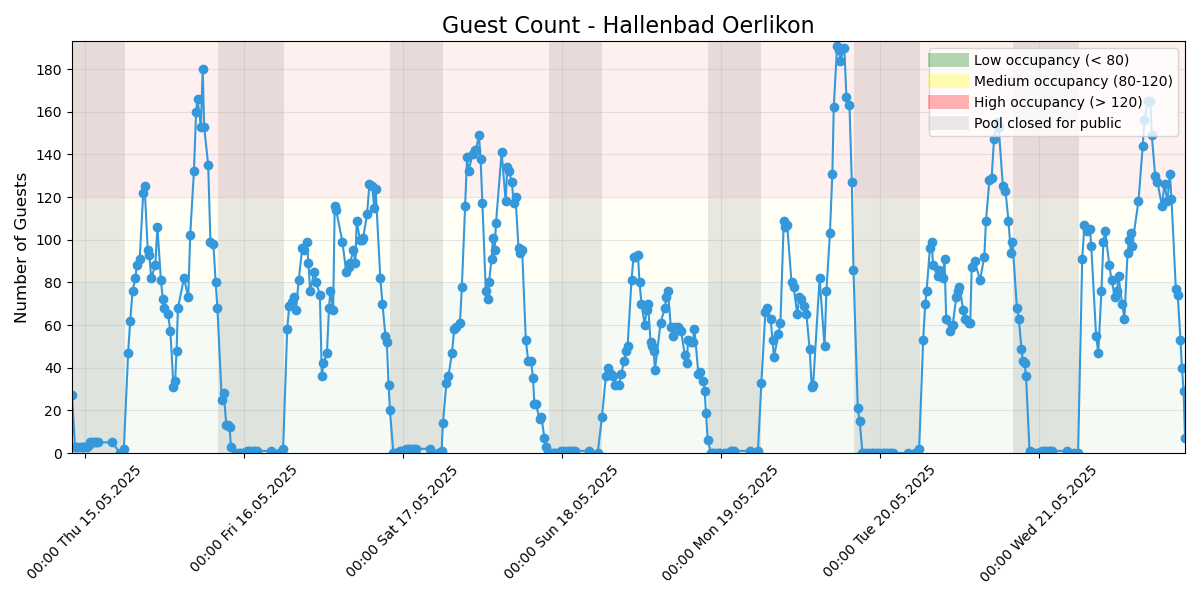 Guest Count - Hallenbad Oerlikon
Number of Guests
180
160
140
120
100
80
60
40
20
0
Low occupancy (< 80)
Medium occupancy (80-120)
High occupancy (> 120)
Pool closed for public
00:00 Thu 15.05.2025
00:00 Fri 16.05.2025
00:00 Sat 17.05.2025
00:00 Sun 18.05.2025
00:00 Mon 19.05.2025
00:00 Tue 20.05.2025
00:00 Wed 21.05.2025